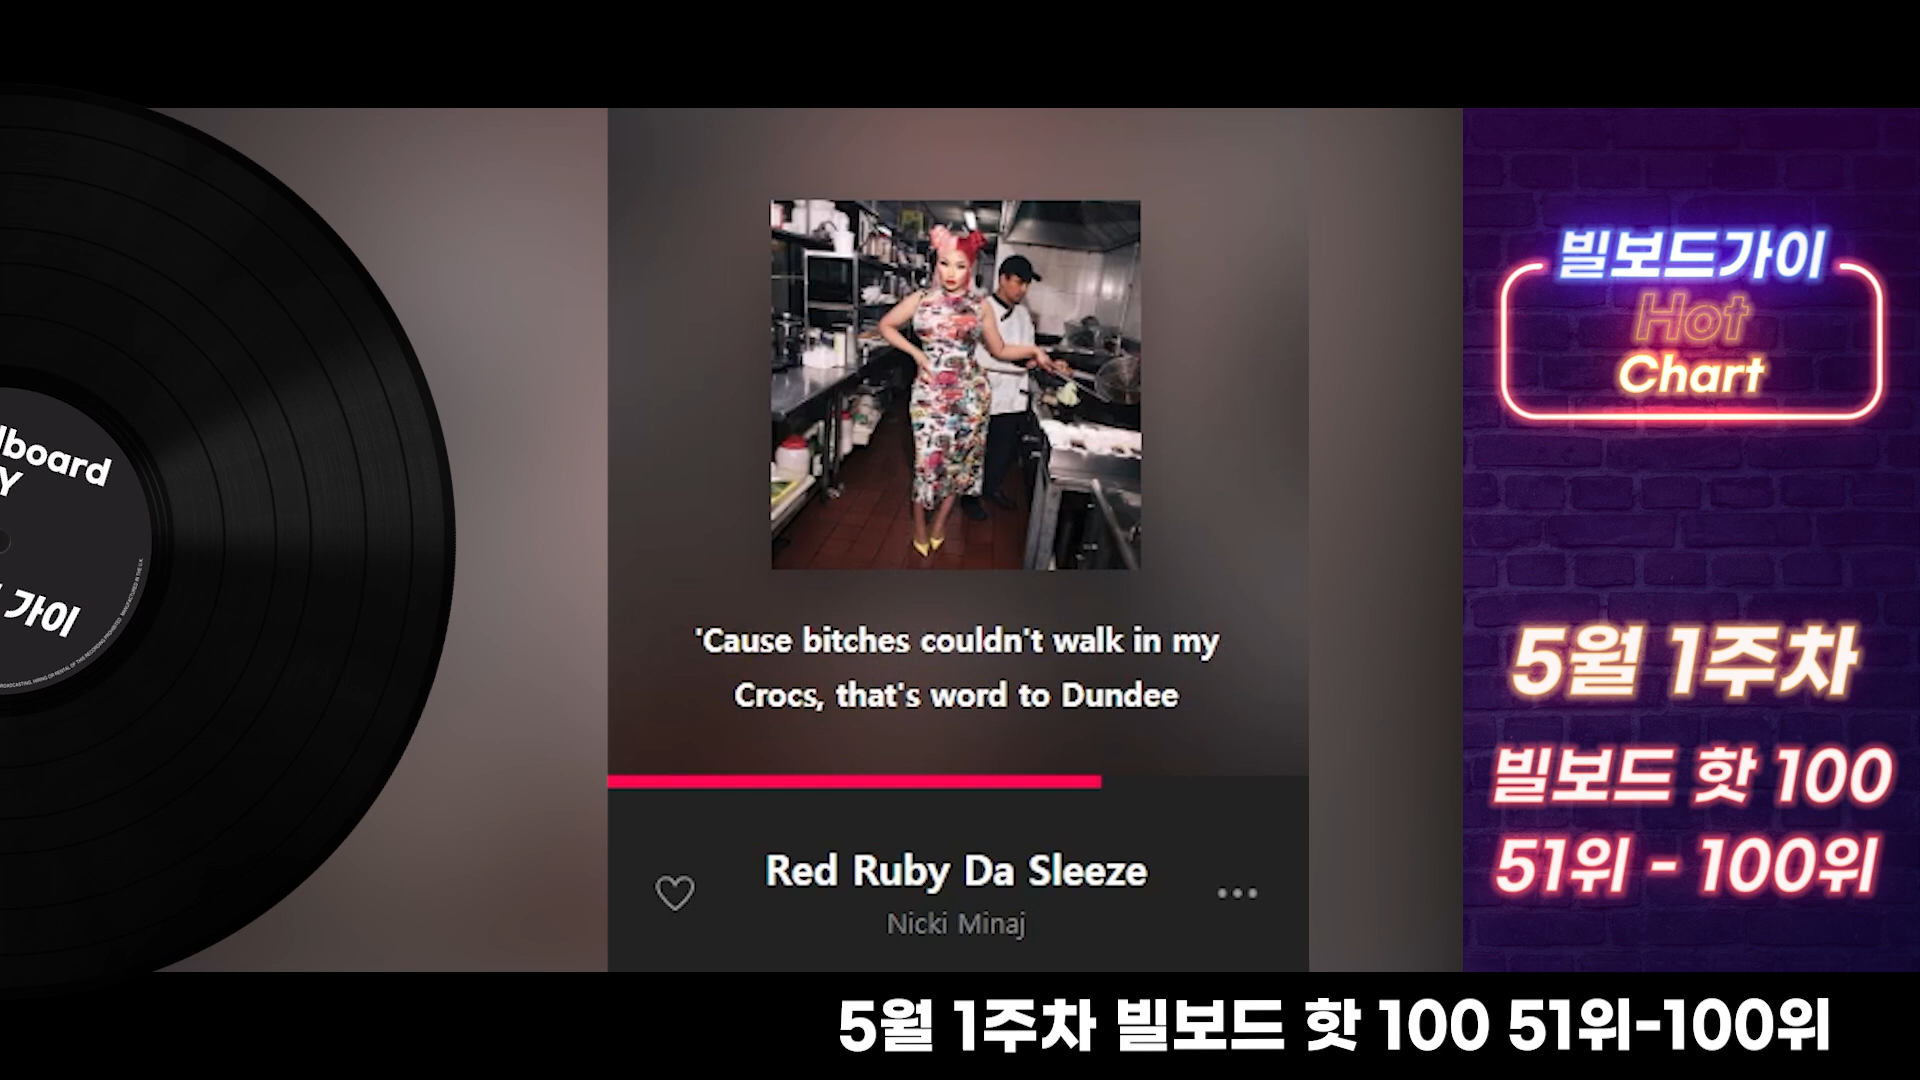 lboard
Y
가이
'Cause bitches couldn't walk in my
Crocs, that's word to Dundee
Red Ruby Da Sleeze
Nicki Minaj
빌보드가이
Hot
Chart
5월 1주차
빌보드 핫 100
51위 - 100위
5월 1주차 빌보드 핫 100 51위-100위